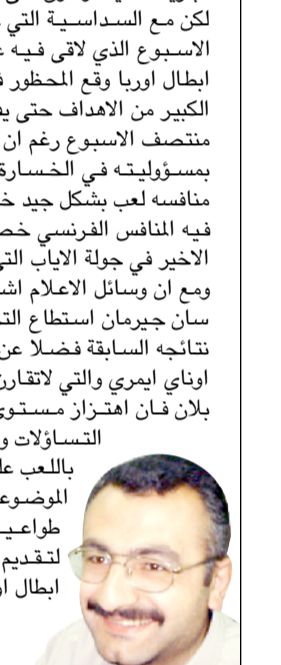 لكن مع السداسية التي
الاسبوع الذي لاقى فيه
ابطال اوربا وقع المحظور
الكبير من الاهداف حتى
منتصف الاسبوع رغم ان
بمسؤوليته في الخسارة
منافسه لعب بشكل جيد
فيه المنافس الفرنسي
الاخير في جولة الاياب
ومع ان وسائل الاعلام
سان جيرمان استطاع
نتائجه السابقة فضلا عن
اوناي ايمري والتي لاتقارن
بلان فان اهتزاز مستوى
التساؤلات و
باللعب
الموضوع
لتقديم
ابطال